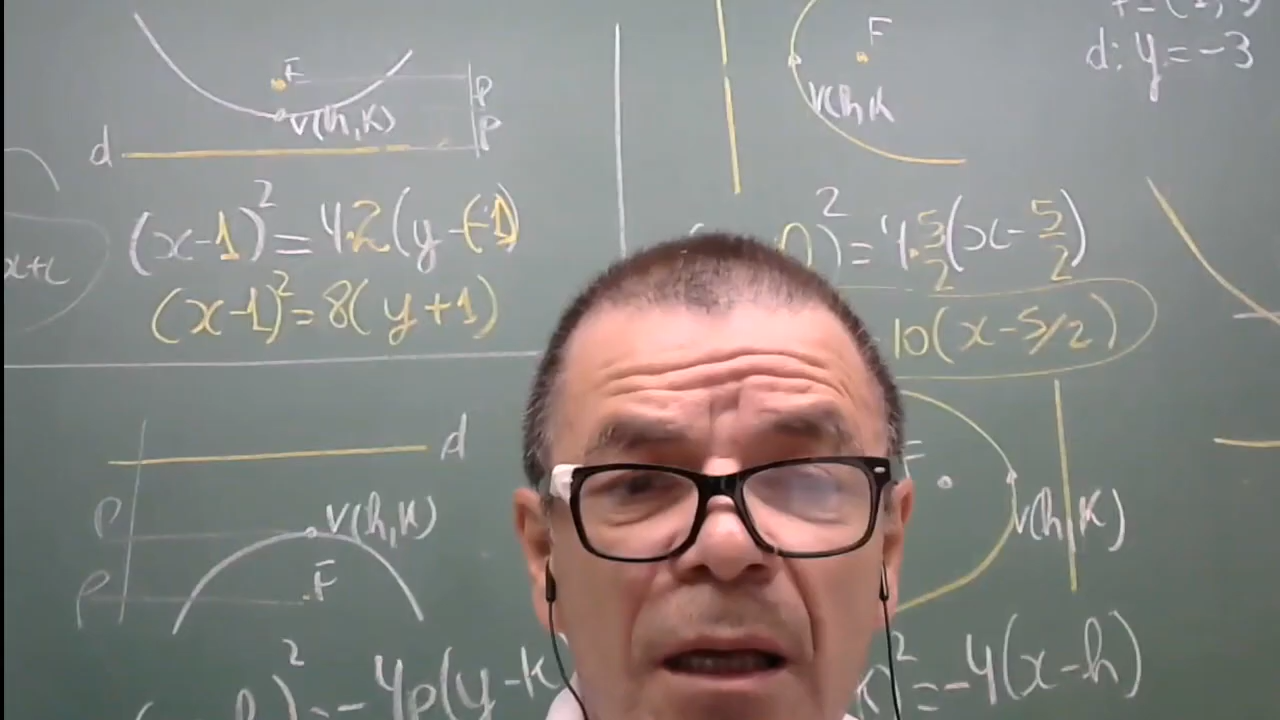 F
P
V(h,K)
P
d
(x-1)²=4.2(y-(-1)
(x-1)²=8(y+1)
F
V(h,K
0)²=4.5/2(x-5/2)
10(x-5/2)
d: y=-3
d
P
V(h,K)
F
P
²=-4p(y-k
F
V(h,K)
K)²=-4(x-h)